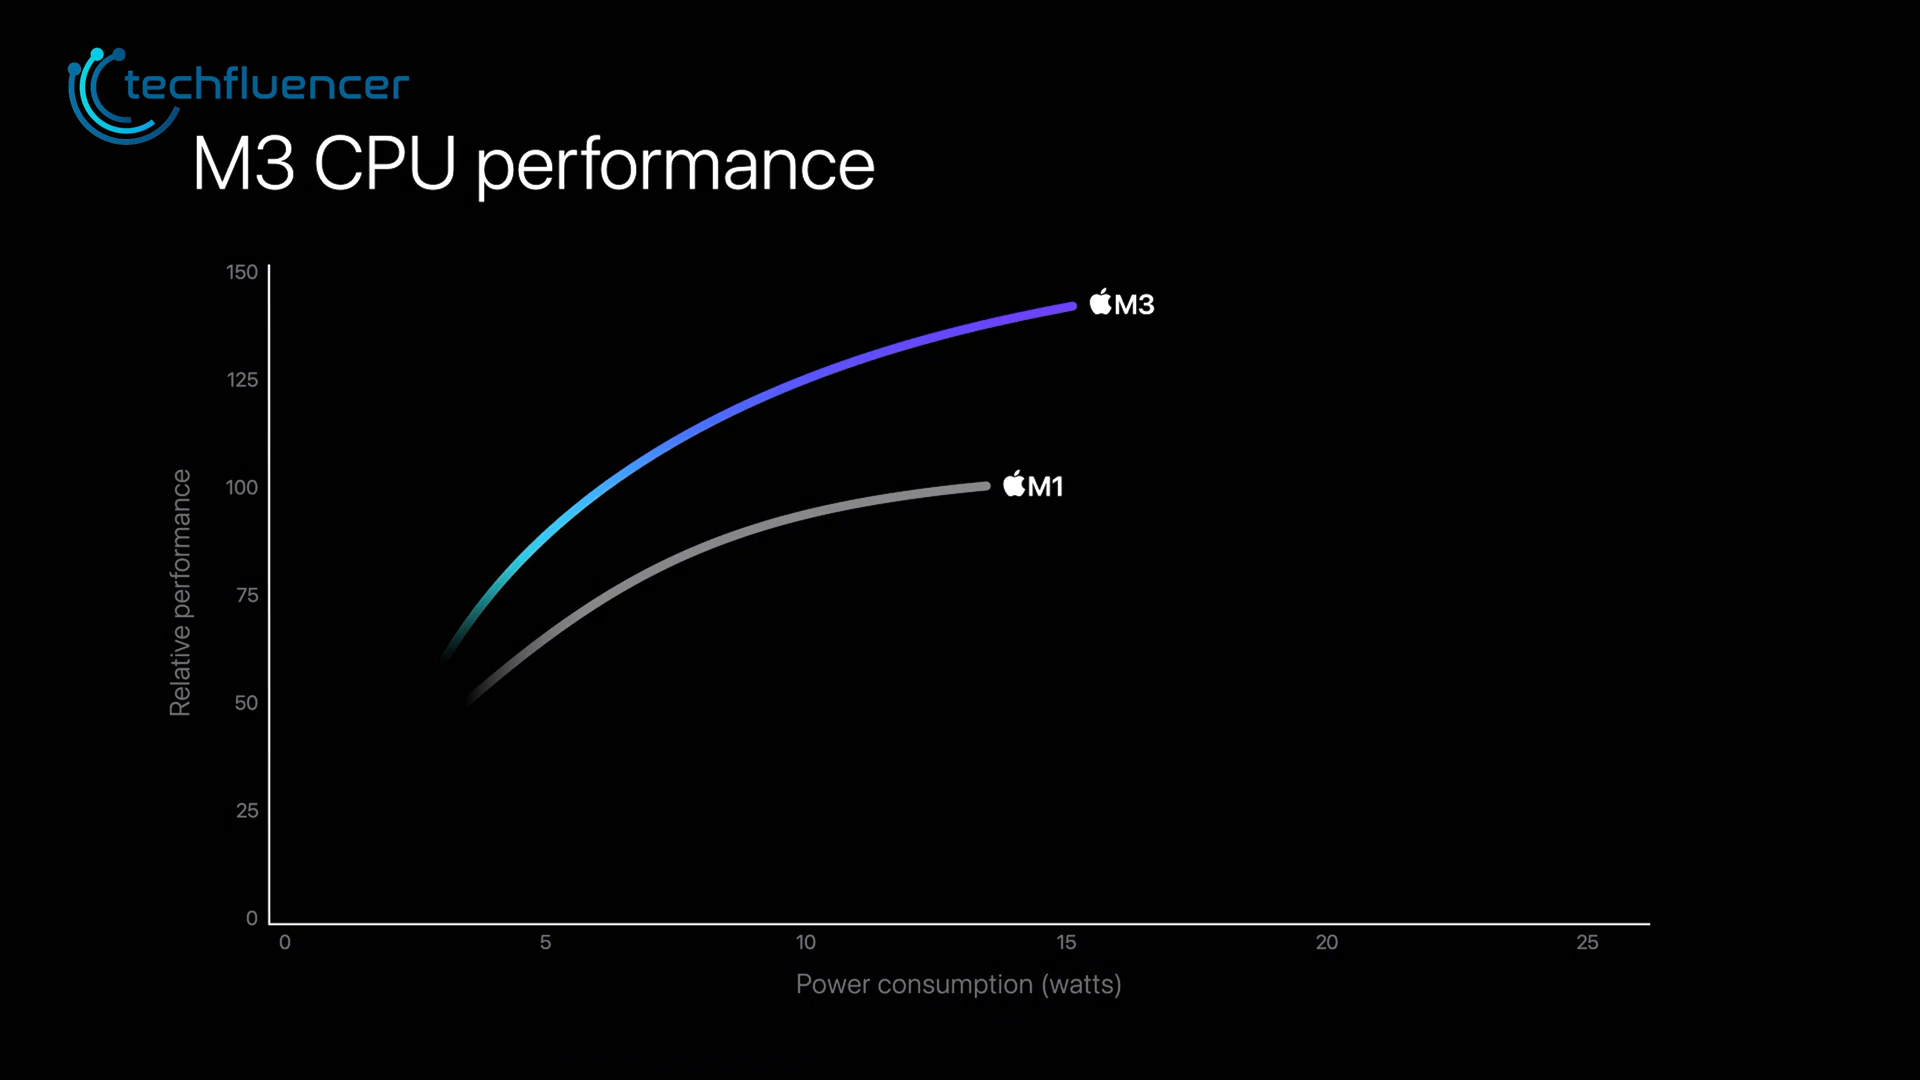 techfluencer
M3 CPU performance
150
125
100
75
50
25
0
Relative performance
M3
M1
0 5 10 15 20 25
Power consumption (watts)